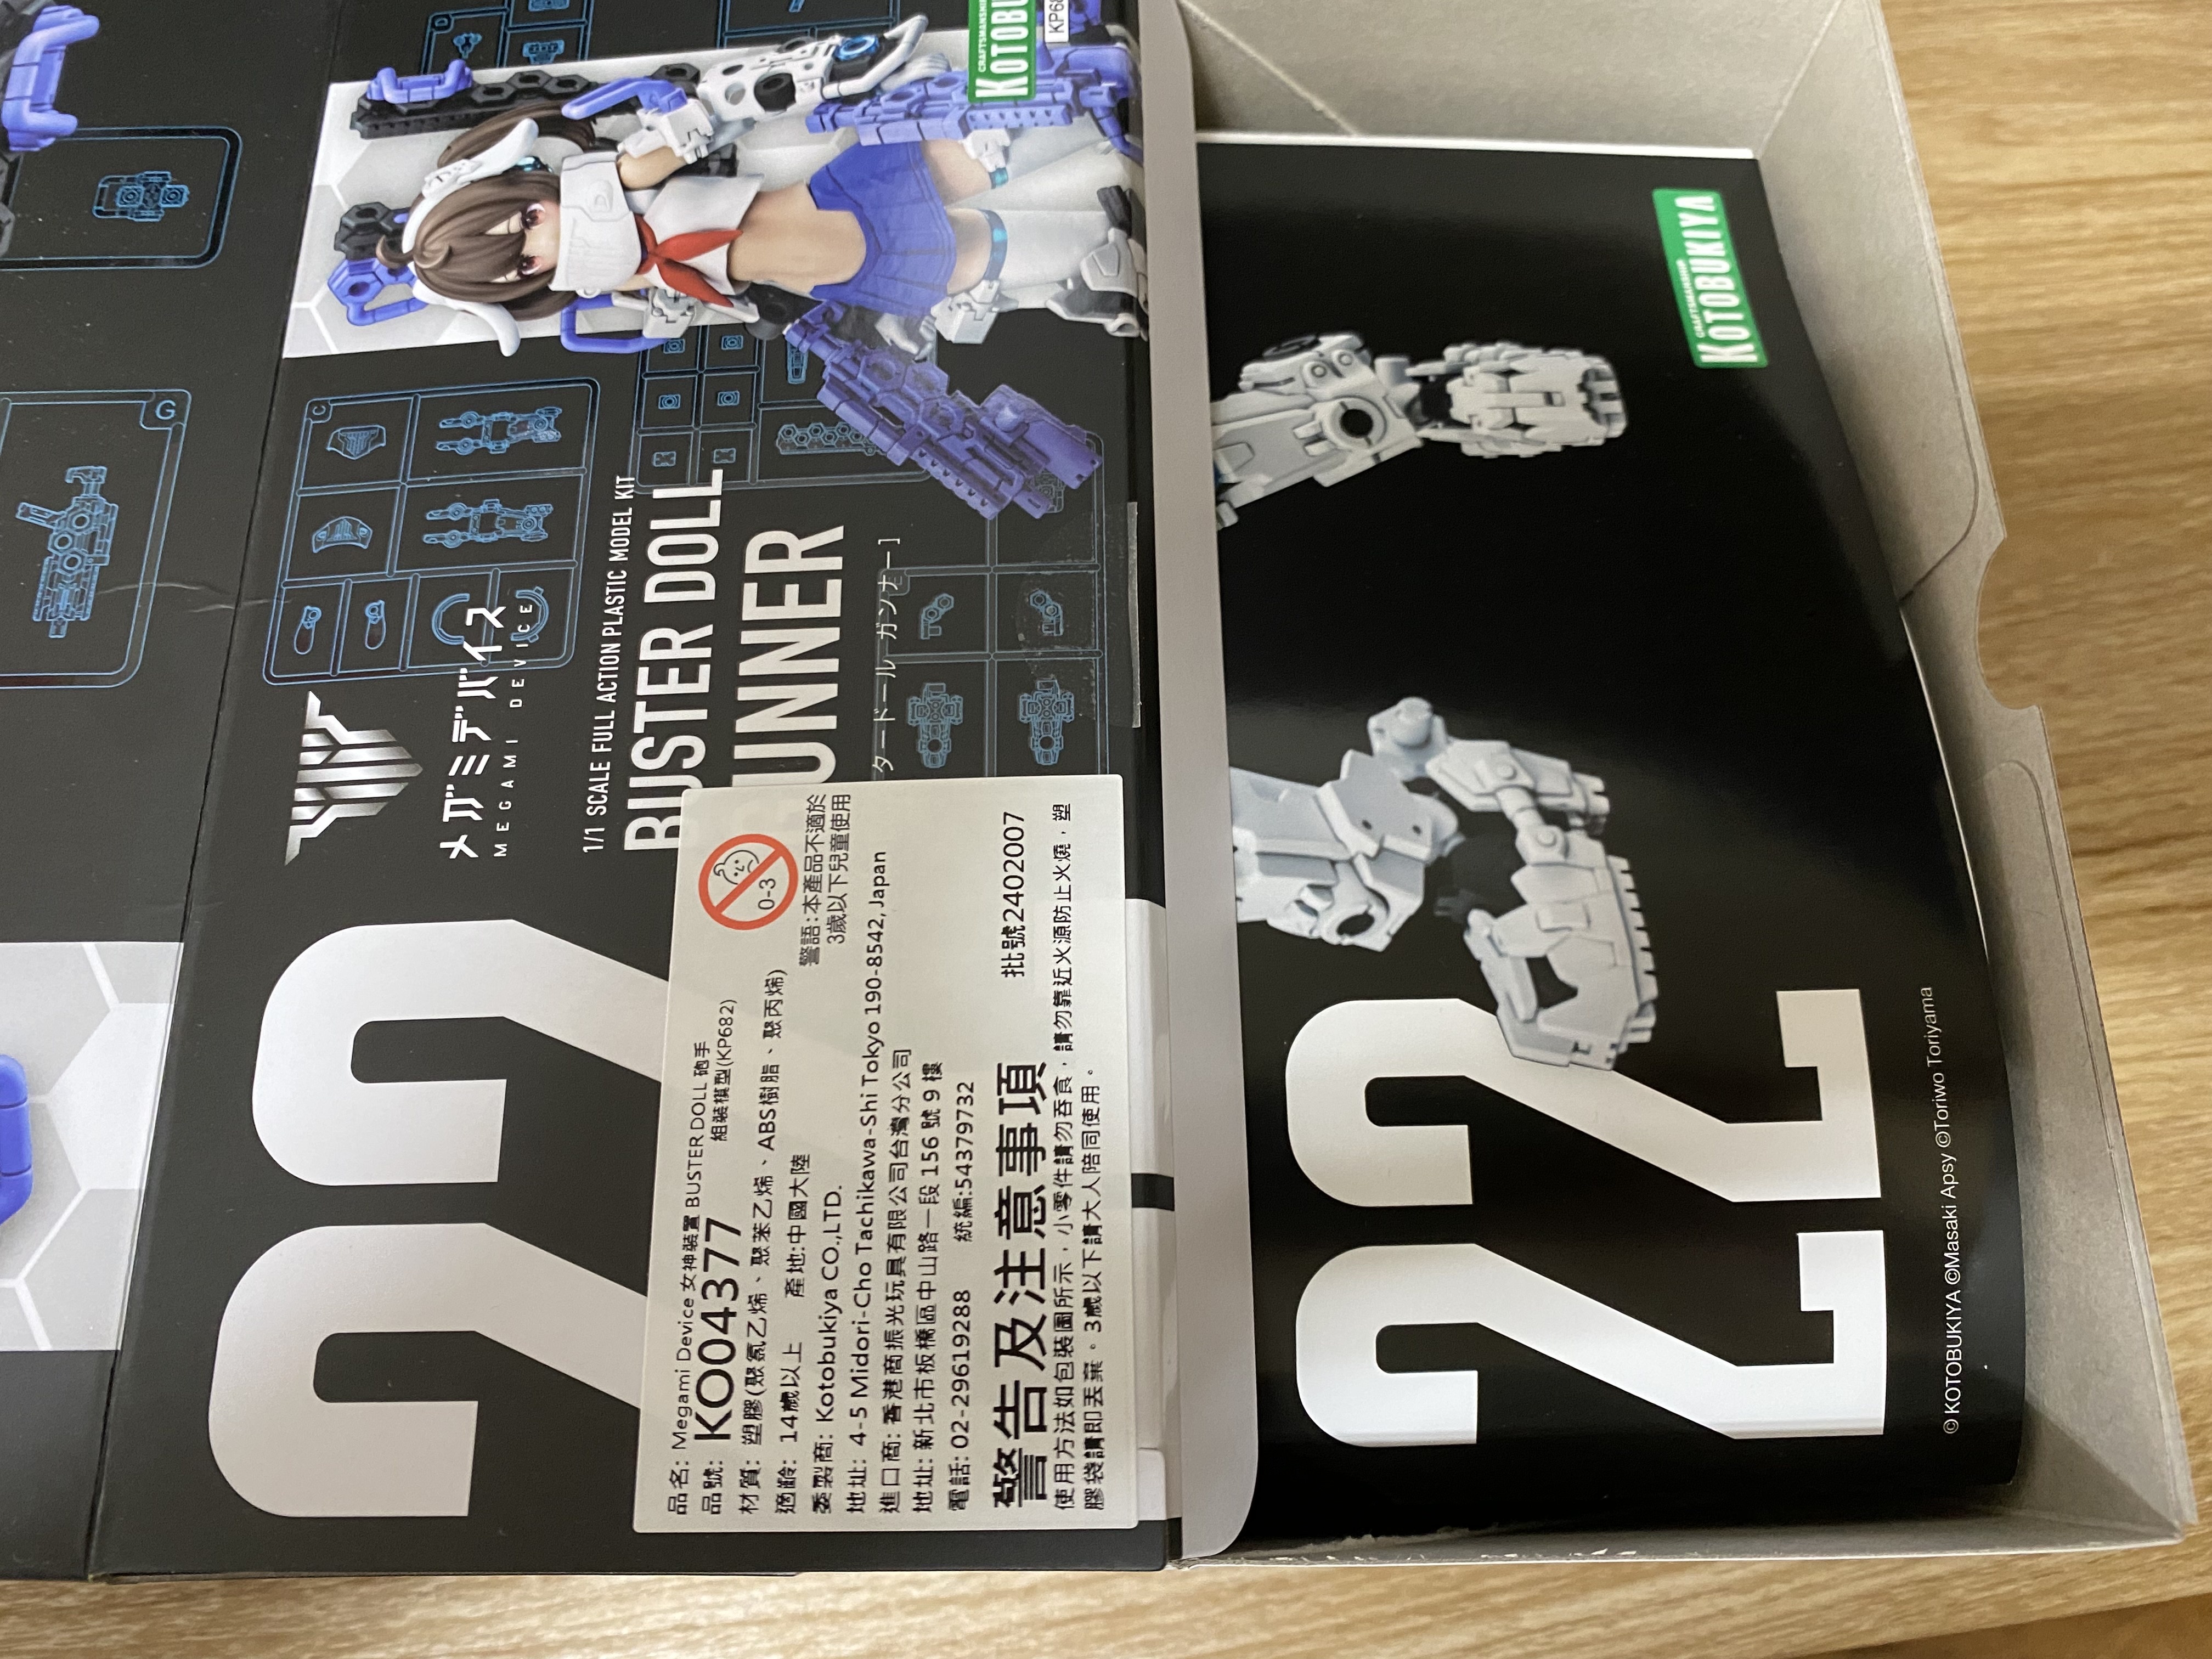 22
メガミデバイス
MEGAMI DEVICE
1/1 SCALE FULL ACTION PLASTIC MODEL KIT
BUSTER DOLL
UNNER
タードール ガンナー]
CRAFTSMANSHIP
KOTOBU
KP68
C
G
品名: Megami Device 女神裝置 BUSTER DOLL 砲手
品號: KO04377 組裝模型(KP682)
材質: 塑膠(聚氯乙烯、聚苯乙烯、ABS樹脂、聚丙烯)
適齡: 14歲以上 產地:中國大陸
0-3
警語:本產品不適於
3歲以下兒童使用
委製商: Kotobukiya CO.,LTD.
地址: 4-5 Midori-Cho Tachikawa-Shi Tokyo 190-8542, Japan
進口商: 香港商振光玩具有限公司台灣分公司
地址: 新北市板橋區中山路一段 156 號 9 樓
電話: 02-29619288 統編:54379732
警告及注意事項 批號2402007
使用方法如包裝圖所示,小零件請勿吞食,請勿靠近火源防止火燒,塑
膠袋請即丟棄。3歲以下請大人陪同使用。
CRAFTSMANSHIP
KOTOBUKIYA
22
©KOTOBUKIYA ©Masaki Apsy ©Toriwo Toriyama